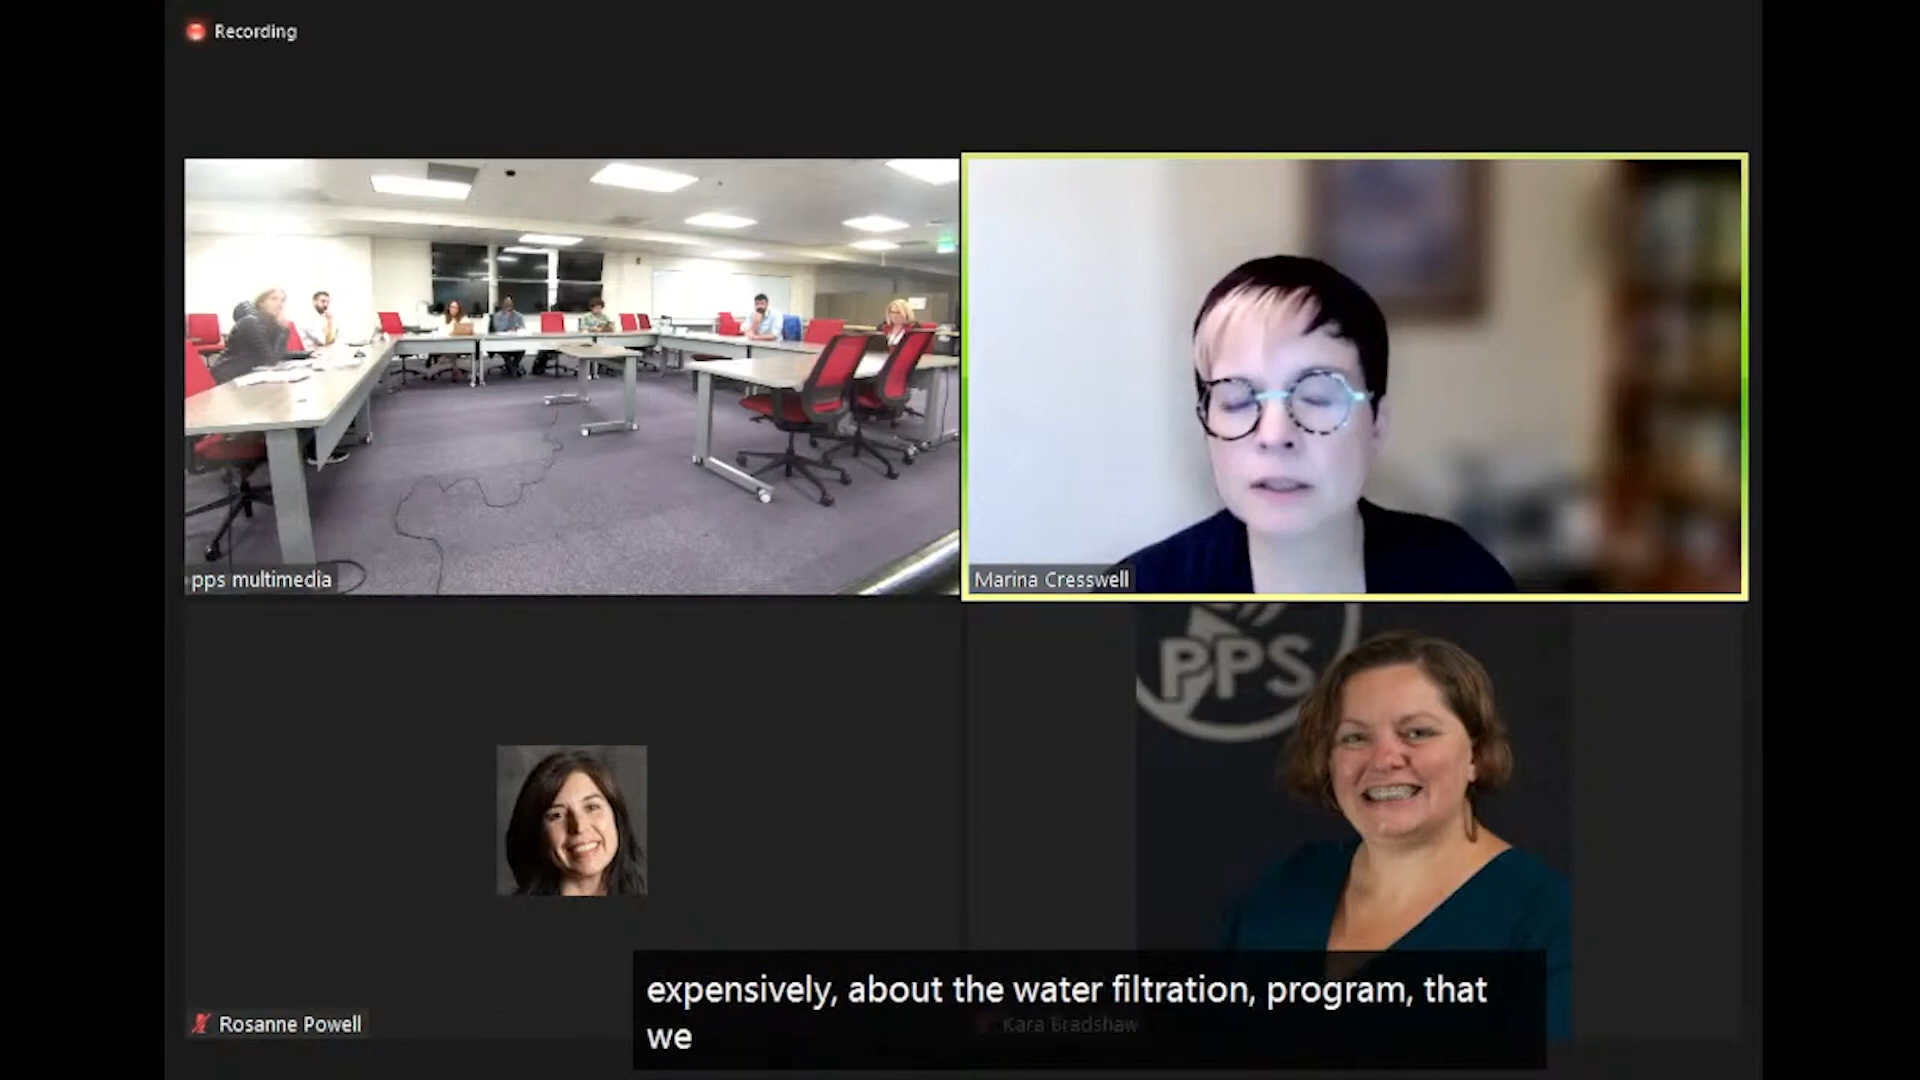 Recording
pps multimedia
Marina Cresswell
PPS
Rosanne Powell
Kara Bradshaw
expensively, about the water filtration, program, that
we